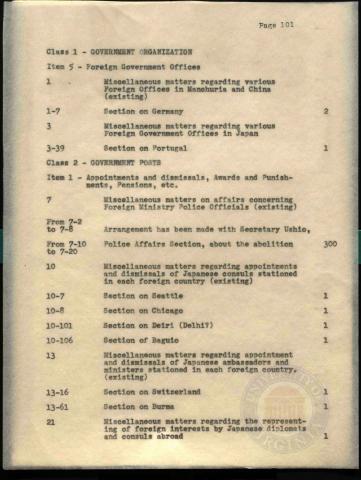 Page 101
Class 1 - GOVERNMENT ORGANIZATION
Item 5 - Foreign Government Offices
1 Miscellaneous matters regarding various
Foreign Offices in Manchuria and China
(existing)
1-7 Section on Germany 2
3 Miscellaneous matters regarding various
Foreign Government Offices in Japan
3-39 Section on Portugal 1
Class 2 - GOVERNMENT POSTS
Item 1 - Appointments and dismissals, Awards and Punish-
ments, Pensions, etc.
7 Miscellaneous matters on affairs concerning
Foreign Ministry Police Officials (existing)
From 7-2
to 7-8 Arrangement has been made with Secretary Ushio,
From 7-10 Police Affairs Section, about the abolition 300
to 7-20
10 Miscellaneous matters regarding appointments
and dismissals of Japanese consuls stationed
in each foreign country (existing)
10-7 Section on Seattle 1
10-8 Section on Chicago 1
10-101 Section on Deiri (Delhi?) 1
10-106 Section of Baguio 1
13 Miscellaneous matters regarding appointment
and dismissals of Japanese ambassadors and
ministers stationed in each foreign country.
(existing)
13-16 Section on Switzerland 1
13-61 Section on Burma 1
21 Miscellaneous matters regarding the represent-
ing of foreign interests by Japanese diplomats
and consuls abroad 1